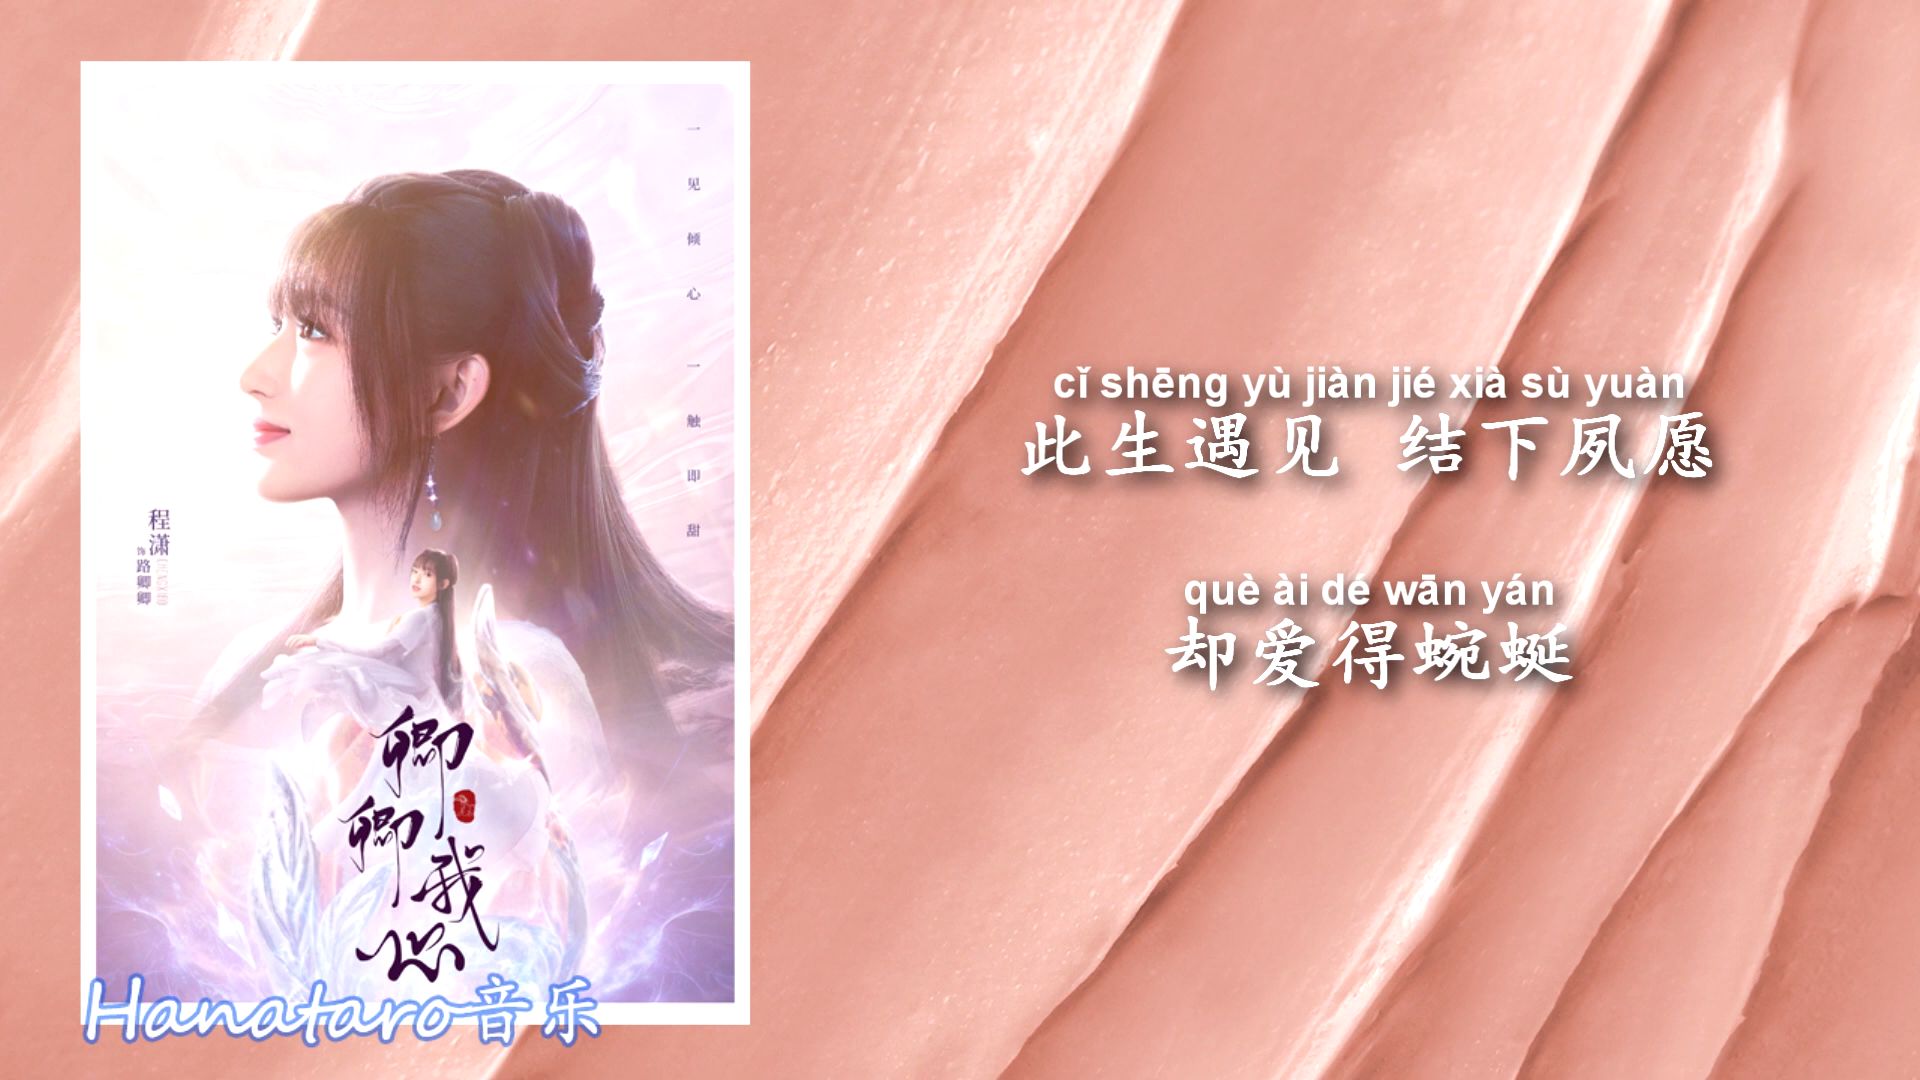 一见倾心 一触即甜
程潇
CHENGXIAO
饰 路卿卿
卿卿我心
Hanataro音乐
cǐ shēng yù jiàn jié xià sù yuàn
此生遇见 结下夙愿
què ài dé wān yán
却爱得蜿蜒